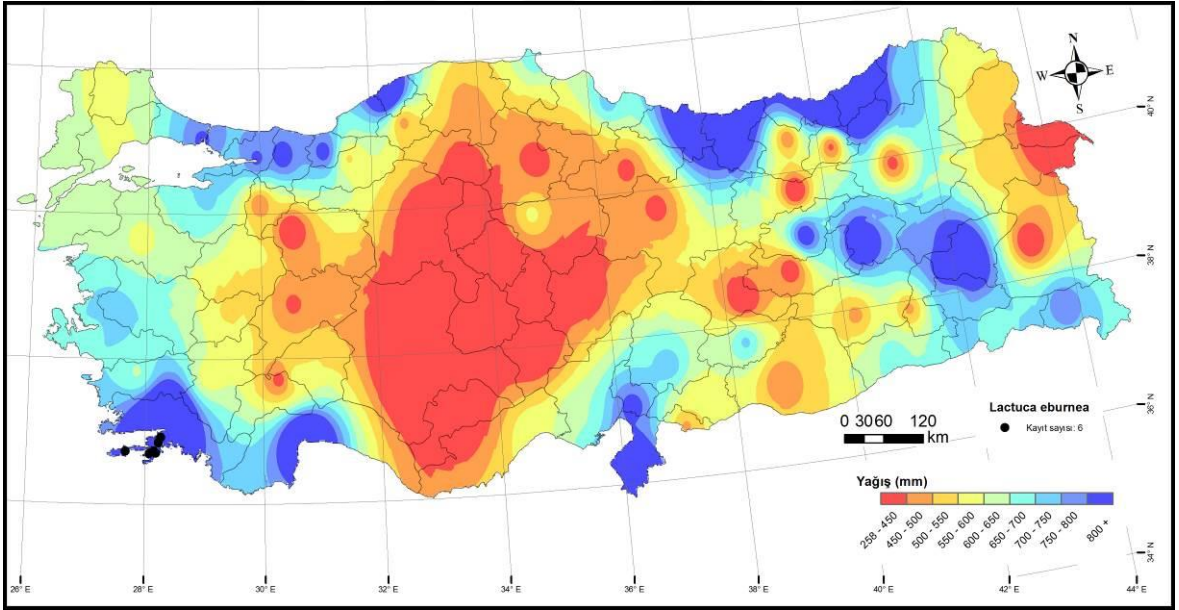 N
W E
S
40° N
38° N
36° N
34° N
0 30 60 120
km
Lactuca eburnea
Kayıt sayısı: 6
Yağış (mm)
258 - 450
450 - 500
500 - 550
550 - 600
600 - 650
650 - 700
700 - 750
750 - 800
800 +
26° E 28° E 30° E 32° E 34° E 36° E 38° E 40° E 42° E 44° E